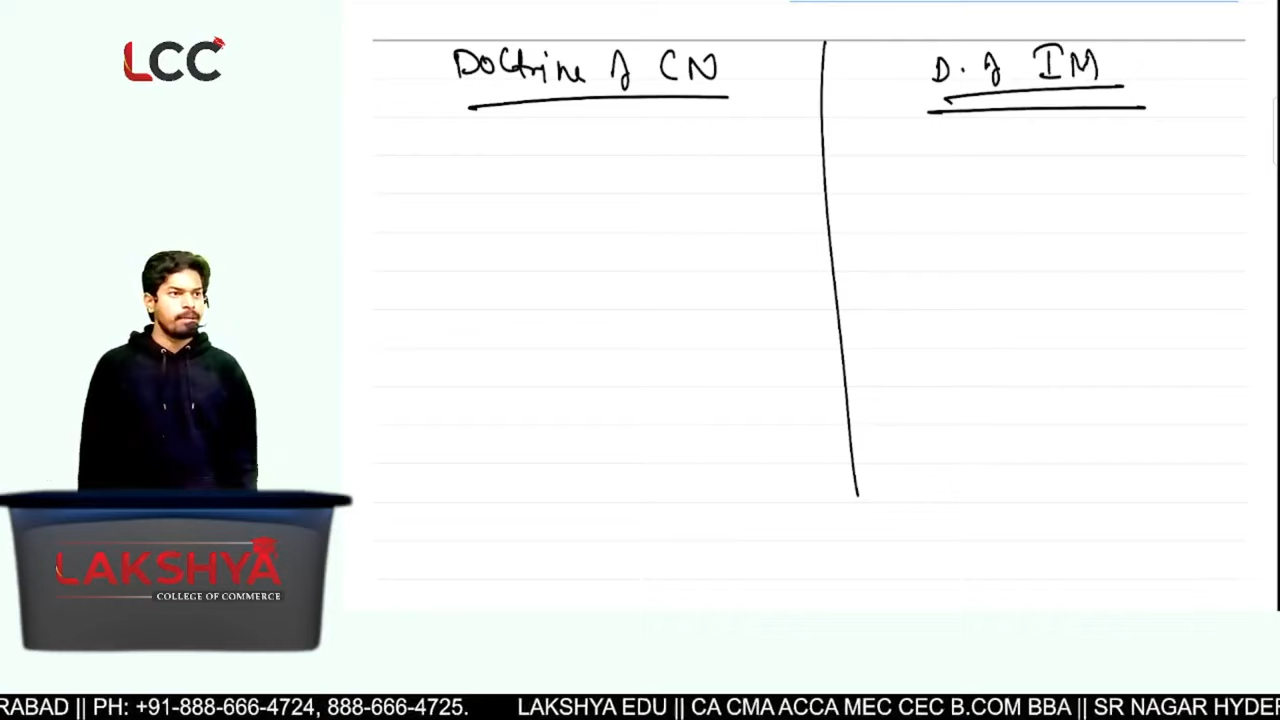 LCC
Doctrine of CN
D. of IM
LAKSHYA
COLLEGE OF COMMERCE
RABAD || PH: +91-888-666-4724, 888-666-4725. LAKSHYA EDU || CA CMA ACCA MEC CEC B.COM BBA || SR NAGAR HYDE